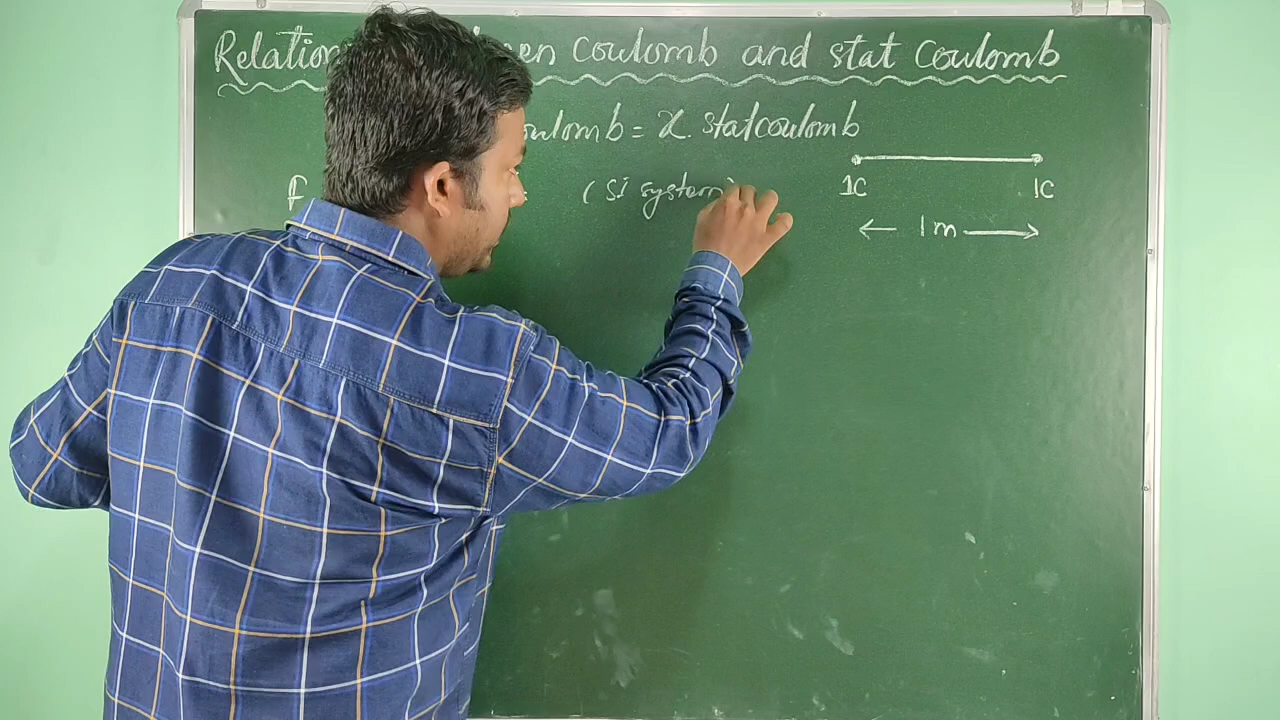 Relation Coulomb and stat Coulomb
= x. statcoulomb
F (SI system)
1C 1C
1m